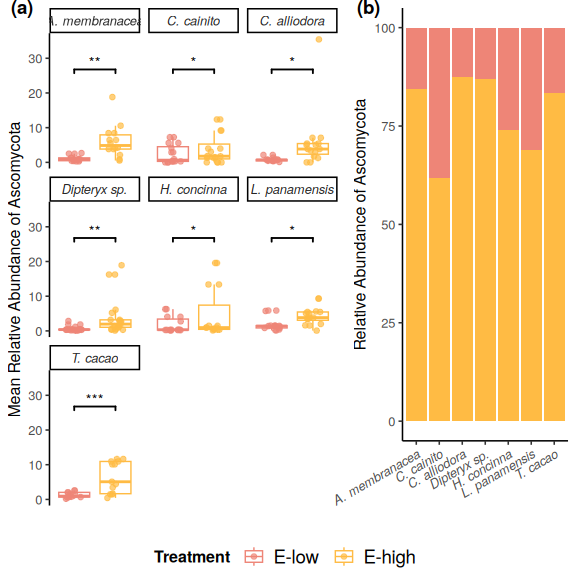 (a)
(b)
A. membranacea
C. cainito
C. alliodora
Mean Relative Abundance of Ascomycota
30
20
10
0
**
*
*
Dipteryx sp.
H. concinna
L. panamensis
30
20
10
0
**
*
*
T. cacao
30
20
10
0
***
Relative Abundance of Ascomycota
100
75
50
25
0
A. membranacea
C. cainito
C. alliodora
Dipteryx sp.
H. concinna
L. panamensis
T. cacao
Treatment E-low E-high